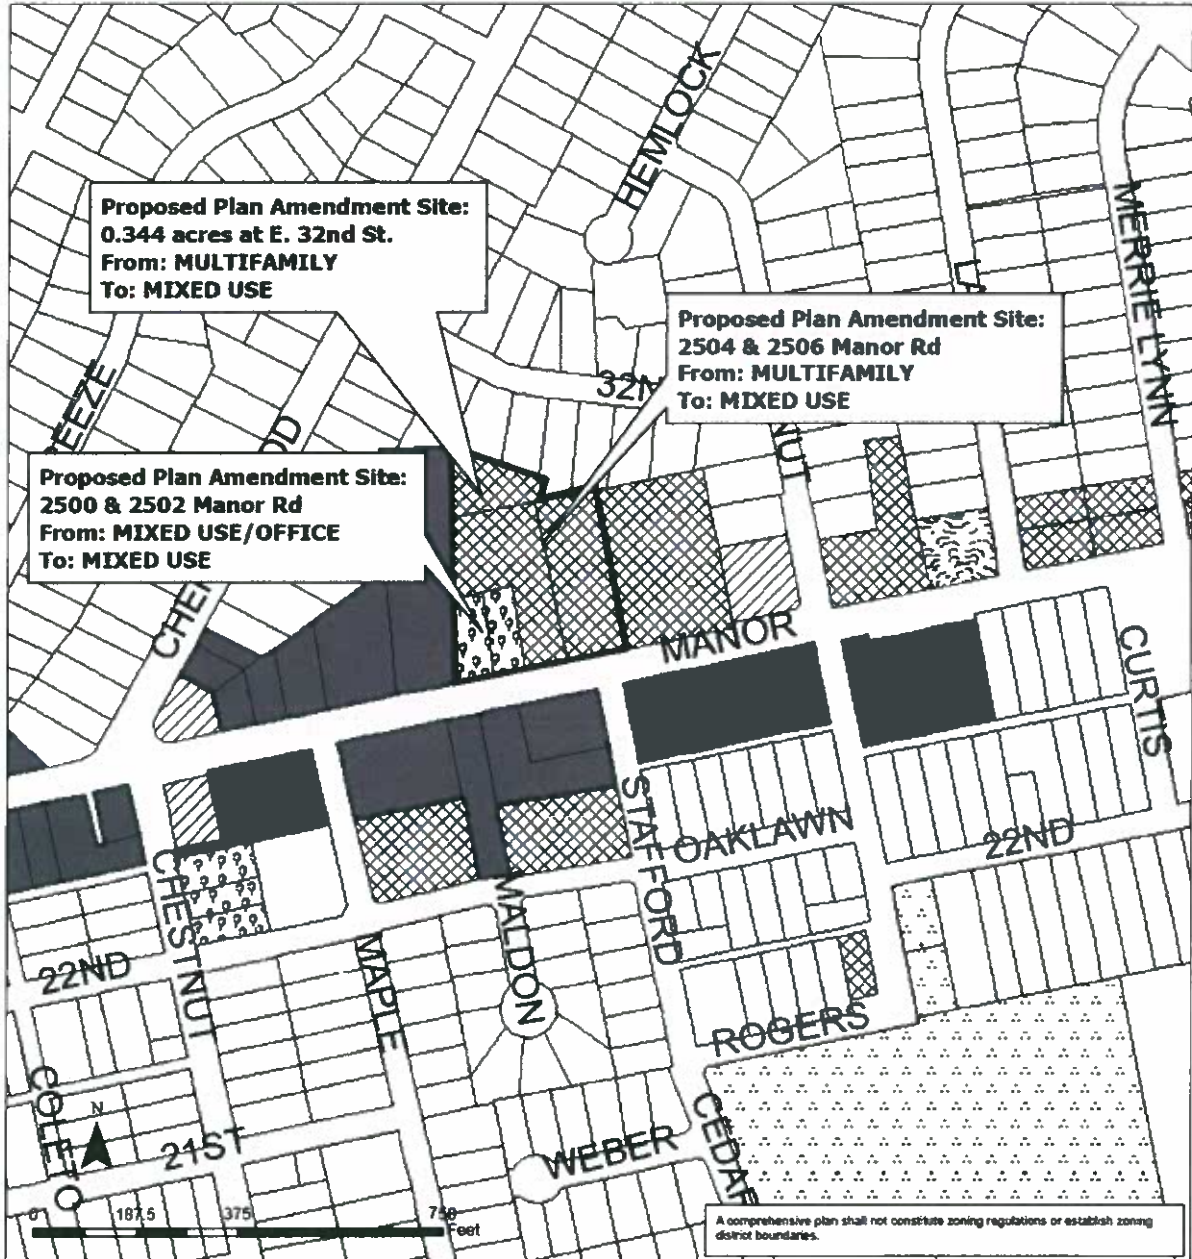 HEMLOCK
Proposed Plan Amendment Site:
0.344 acres at E. 32nd St.
From: MULTIFAMILY
To: MIXED USE
MERRIE LYNN
Proposed Plan Amendment Site:
2504 & 2506 Manor Rd
From: MULTIFAMILY
To: MIXED USE
Proposed Plan Amendment Site:
2500 & 2502 Manor Rd
From: MIXED USE/OFFICE
To: MIXED USE
MANOR
CURTIS
STAFFORD
OAKLAWN
22ND
CHESTNUT
MALDON
22ND
MAPLE
ROGERS
COLETO
N
21ST
WEBER
CEDAR
0 187.5 375 750
Feet
A comprehensive plan shall not constitute zoning regulations or establish zoning
district boundaries.